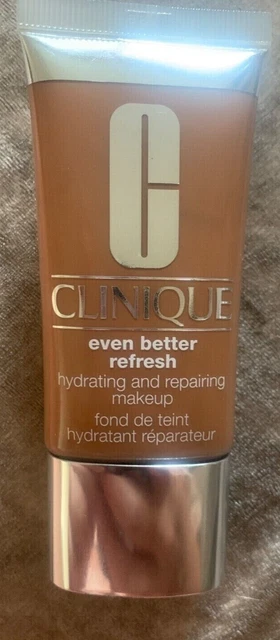 C
CLINIQUE
even better
refresh
hydrating and repairing
makeup
fond de teint
hydratant réparateur